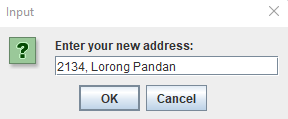 Input
Enter your new address:
2134, Lorong Pandan
OK Cancel